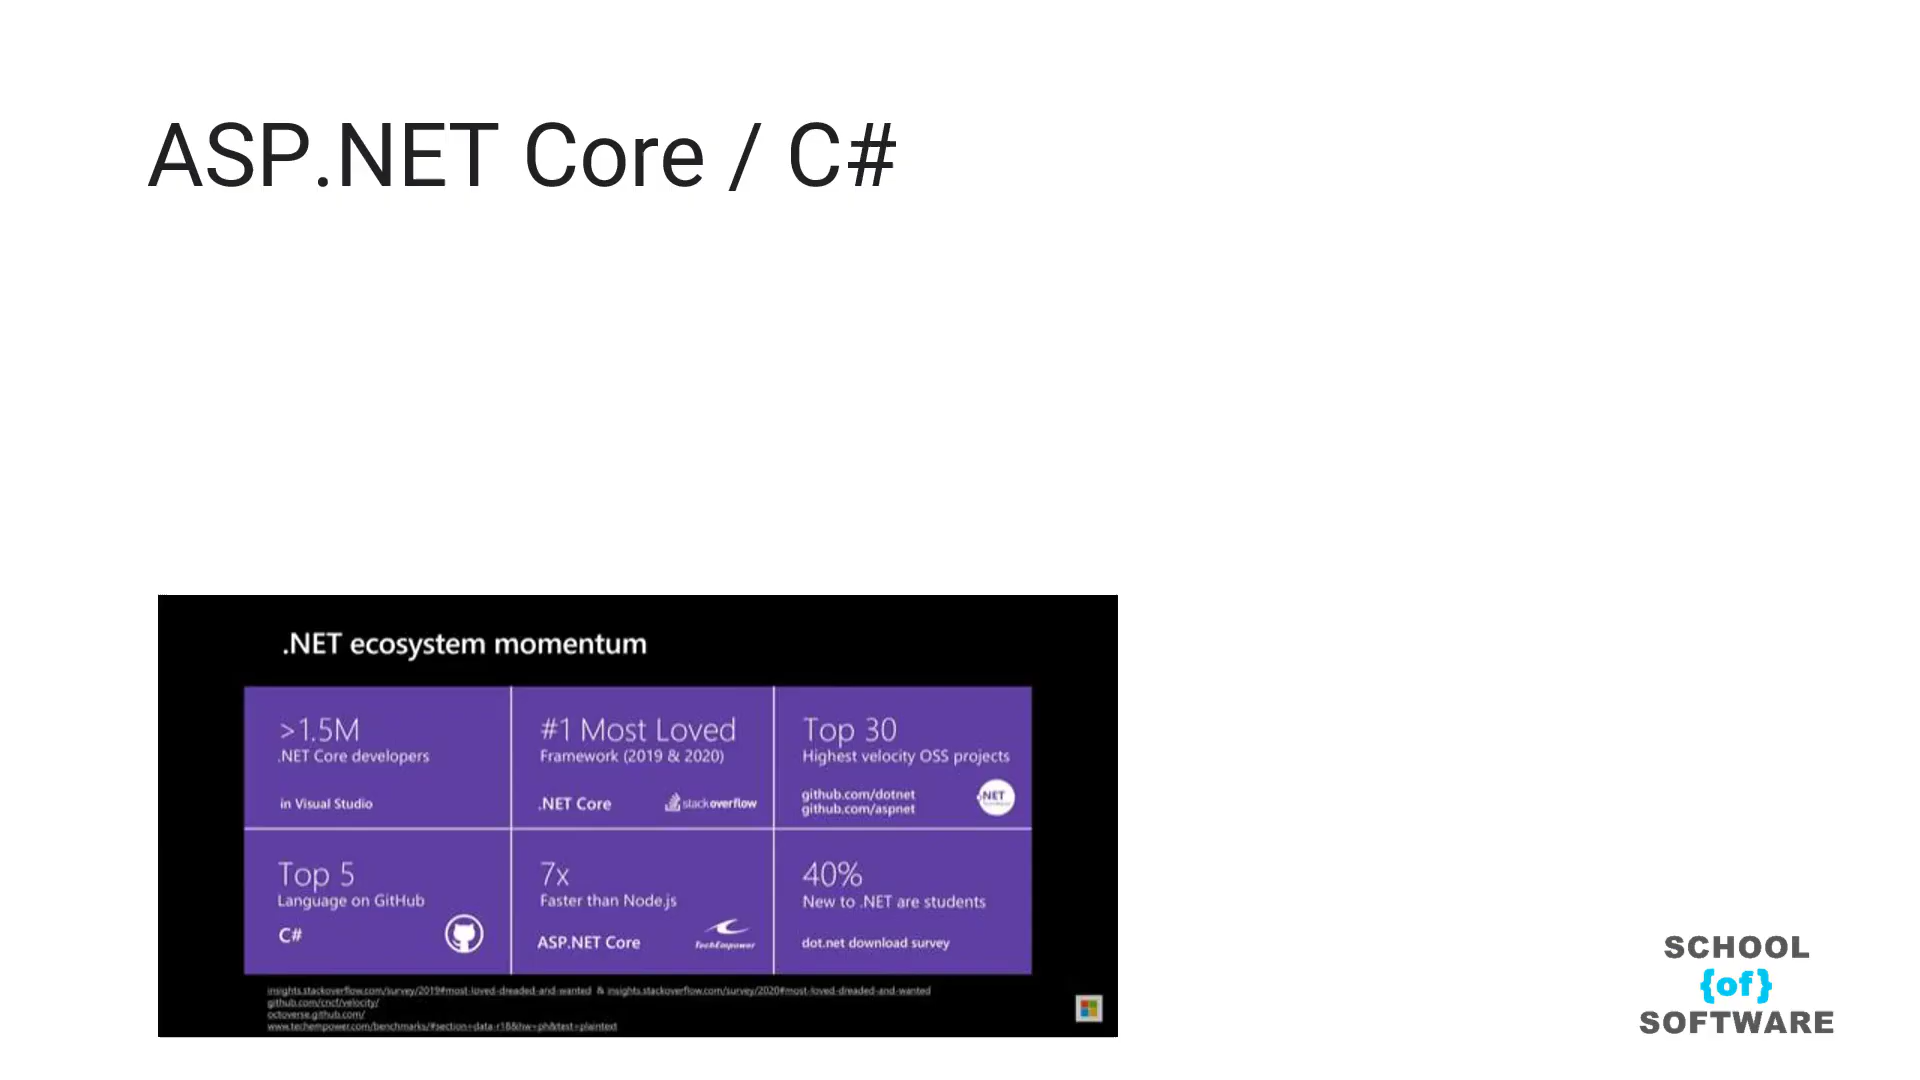 ASP.NET Core / C#
.NET ecosystem momentum
>1.5M
.NET Core developers
in Visual Studio
#1 Most Loved
Framework (2019 & 2020)
.NET Core
stackoverflow
Top 30
Highest velocity OSS projects
github.com/dotnet
github.com/aspnet
.NET
Top 5
Language on GitHub
C#
7x
Faster than Node.js
ASP.NET Core
TechEmpower
40%
New to .NET are students
dot.net download survey
insights.stackoverflow.com/survey/2019#most-loved-dreaded-and-wanted & insights.stackoverflow.com/survey/2020#most-loved-dreaded-and-wanted
github.com/cncf/velocity/
octoverse.github.com/
www.techempower.com/benchmarks/#section=data-r18&hw=ph&test=plaintext
SCHOOL
{of}
SOFTWARE